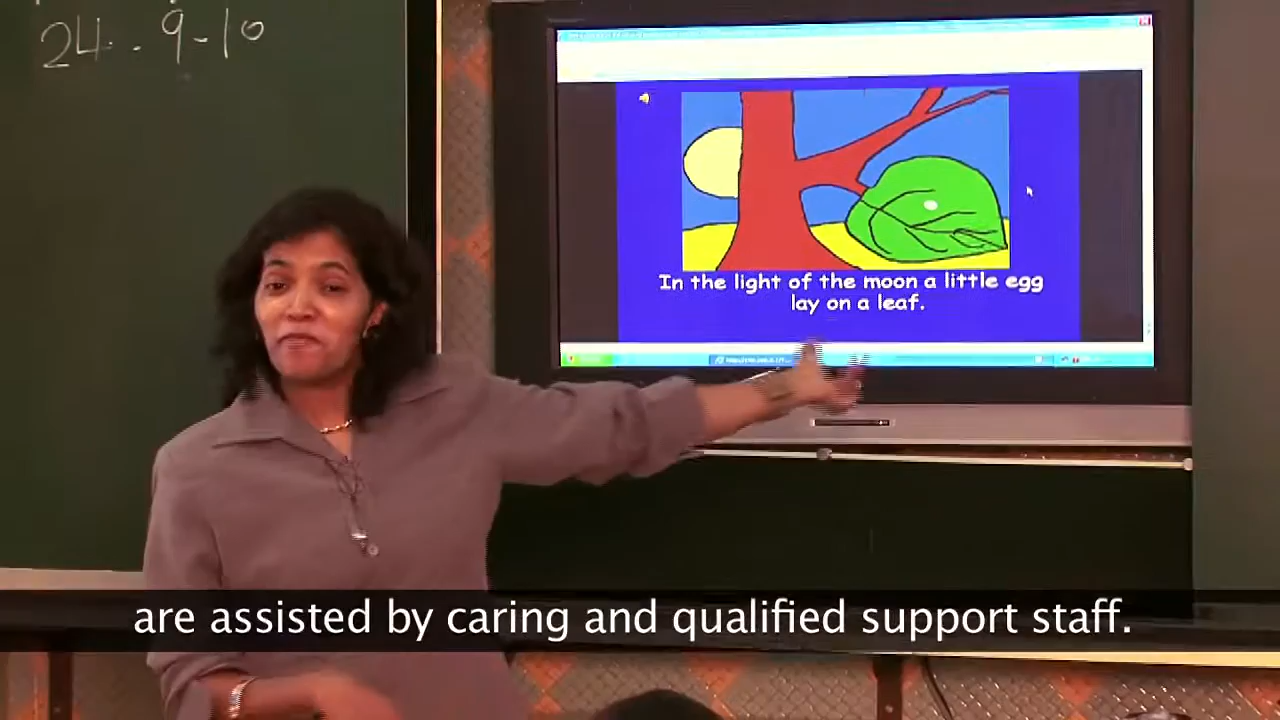 24. 9-10
In the light of the moon a little egg
lay on a leaf.
are assisted by caring and qualified support staff.